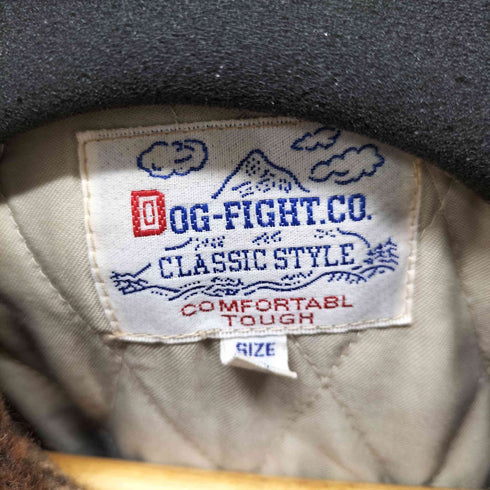 DOG-FIGHT.CO.
CLASSIC STYLE
COMFORTABL
TOUGH
SIZE